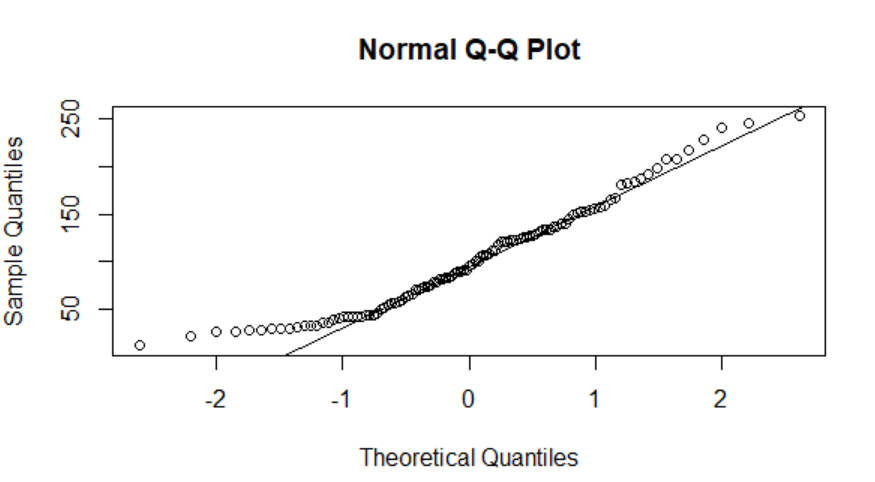 Normal Q-Q Plot
Sample Quantiles
250
150
50
-2 -1 0 1 2
Theoretical Quantiles